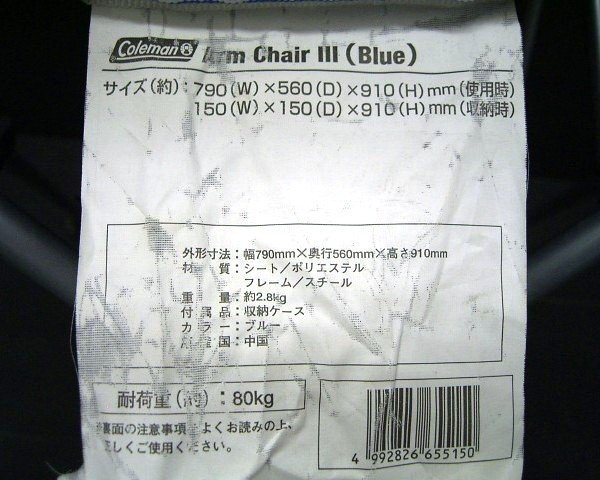 Coleman Arm Chair III (Blue)
サイズ(約): 790(W)×560(D)×910(H)mm(使用時)
150(W)×150(D)×910(H)mm(収納時)
外形寸法:幅790mm×奥行560mm×高さ910mm
材 質:シート/ポリエステル
フレーム/スチール
重 量:約2.8kg
付 属 品:収納ケース
カ ラ ー:ブルー
国:中国
耐荷重(約):80kg
※裏面の注意事項をよくお読みの上、
正しくご使用ください。
4 992826 655150